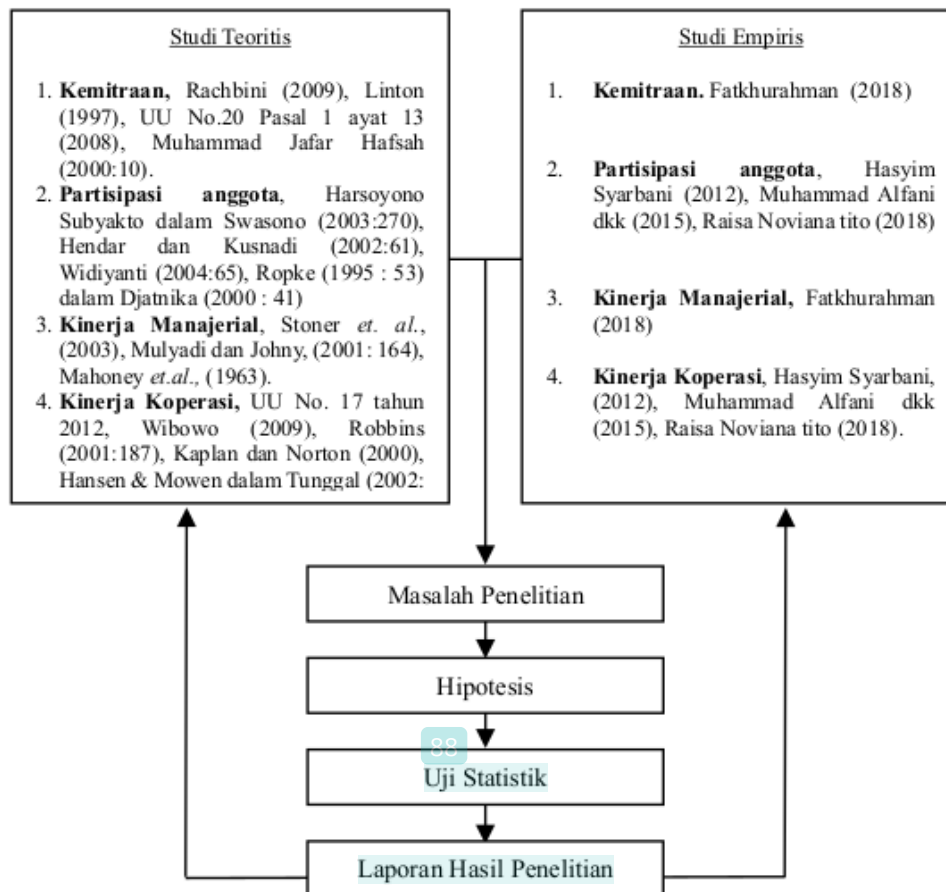 Studi Teoritis
1. Kemitraan, Rachbini (2009), Linton
(1997), UU No.20 Pasal 1 ayat 13
(2008), Muhammad Jafar Hafsah
(2000:10).
2. Partisipasi anggota, Harsoyono
Subyakto dalam Swasono (2003:270),
Hendar dan Kusnadi (2002:61),
Widiyanti (2004:65), Ropke (1995 : 53)
dalam Djatnika (2000 : 41)
3. Kinerja Manajerial, Stoner et. al.,
(2003), Mulyadi dan Johny, (2001: 164),
Mahoney et.al., (1963).
4. Kinerja Koperasi, UU No. 17 tahun
2012, Wibowo (2009), Robbins
(2001:187), Kaplan dan Norton (2000),
Hansen & Mowen dalam Tunggal (2002:
Studi Empiris
1. Kemitraan. Fatkhurahman (2018)
2. Partisipasi anggota, Hasyim
Syarbani (2012), Muhammad Alfani
dkk (2015), Raisa Noviana tito (2018)
3. Kinerja Manajerial, Fatkhurahman
(2018)
4. Kinerja Koperasi, Hasyim Syarbani,
(2012), Muhammad Alfani dkk
(2015), Raisa Noviana tito (2018).
Masalah Penelitian
Hipotesis
88
Uji Statistik
Laporan Hasil Penelitian